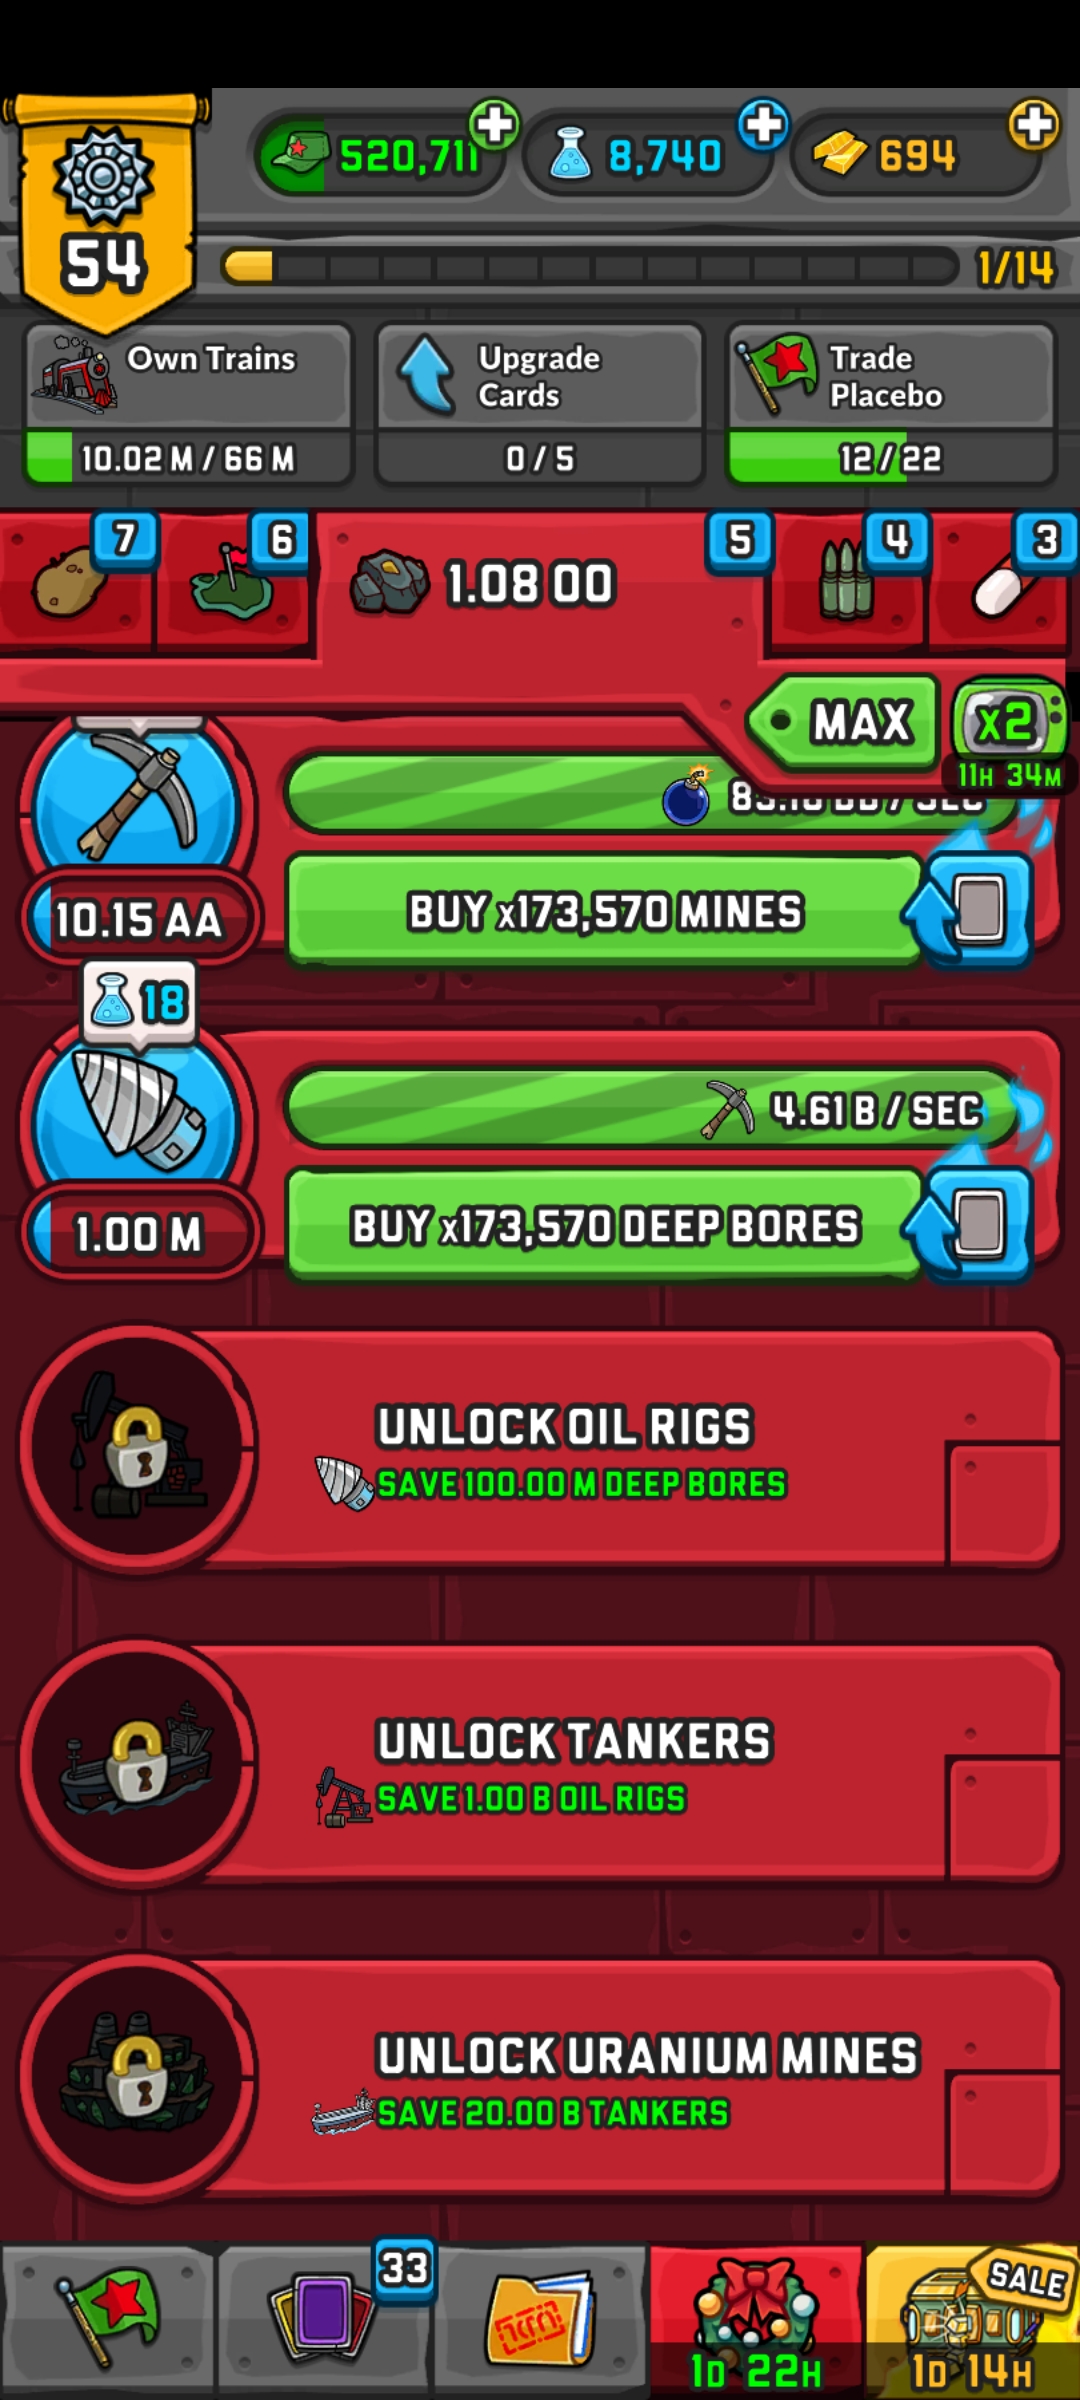 520,711
8,740
694
54
1/14
Own Trains
10.02 M / 66 M
Upgrade
Cards
0 / 5
Trade
Placebo
12 / 22
7
6
1.08 OO
5
4
3
MAX
x2
11H 34M
/ SEC
BUY x173,570 MINES
10.15 AA
18
4.61 B / SEC
BUY x173,570 DEEP BORES
1.00 M
UNLOCK OIL RIGS
SAVE 100.00 M DEEP BORES
UNLOCK TANKERS
SAVE 1.00 B OIL RIGS
UNLOCK URANIUM MINES
SAVE 20.00 B TANKERS
33
SALE
1D 22H
1D 14H